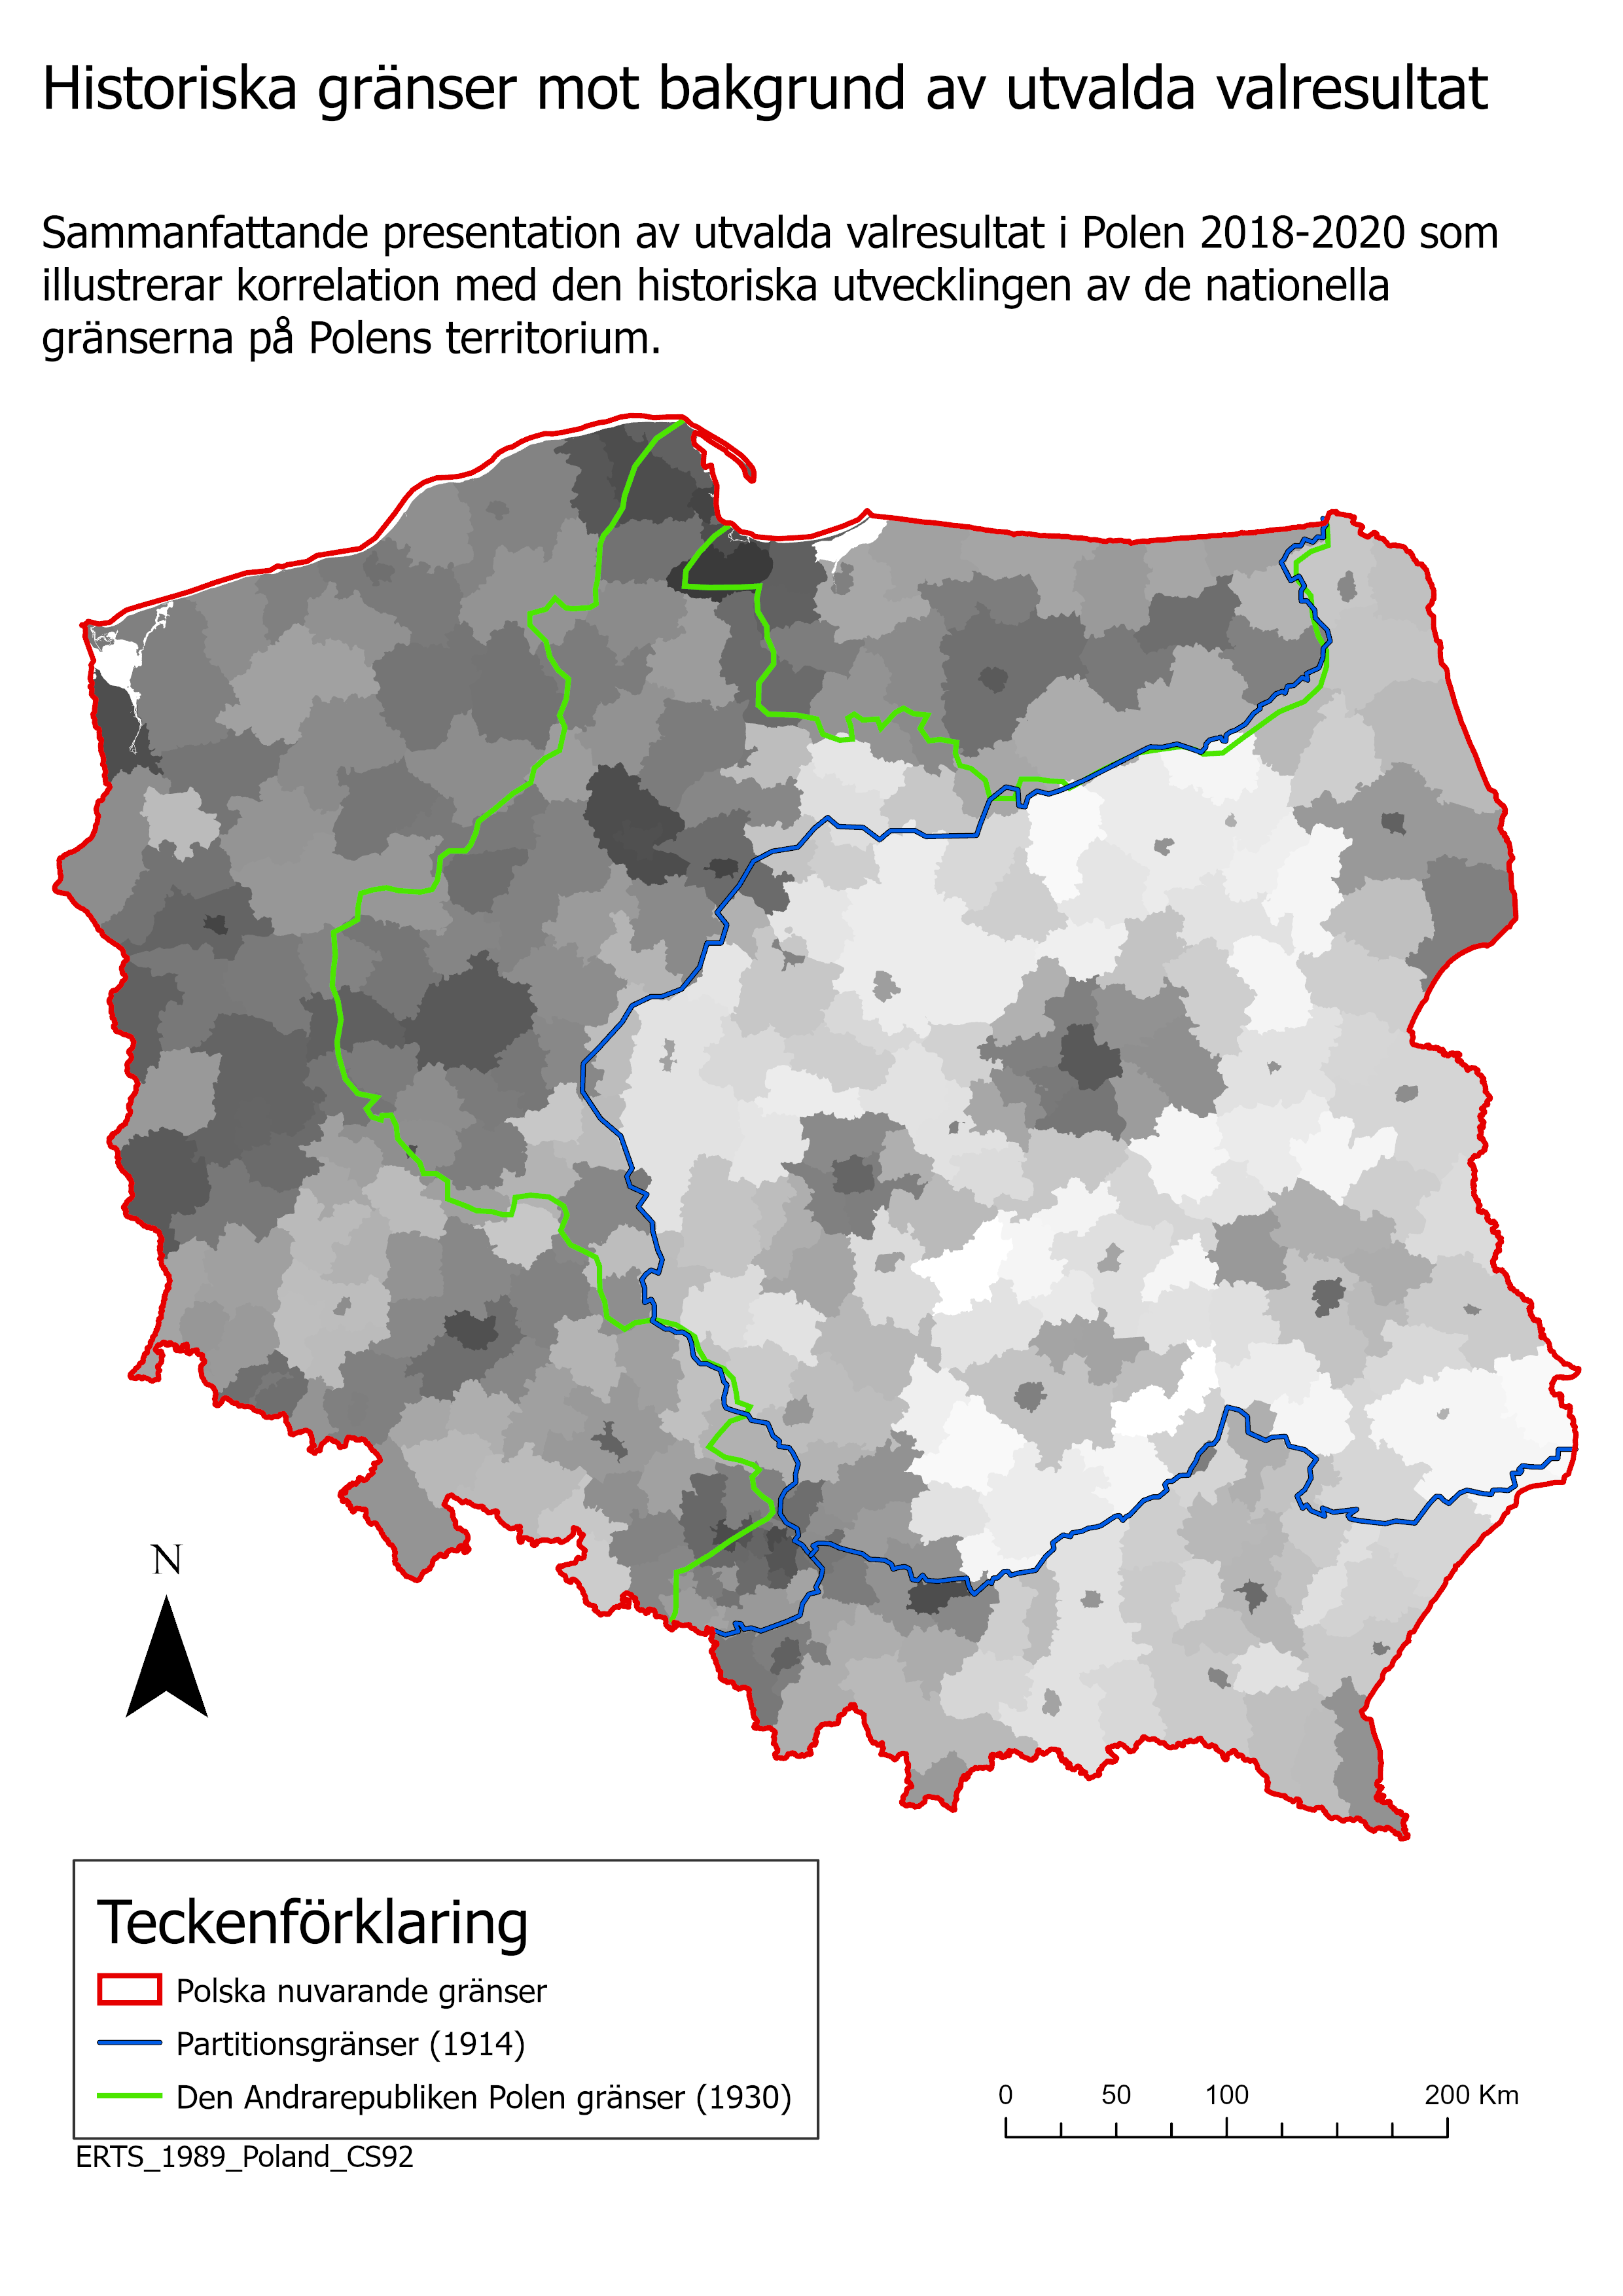 Historiska gränser mot bakgrund av utvalda valresultat
Sammanfattande presentation av utvalda valresultat i Polen 2018-2020 som
illustrerar korrelation med den historiska utvecklingen av de nationella
gränserna på Polens territorium.
N
Teckenförklaring
Polska nuvarande gränser
Partitionsgränser (1914)
Den Andrarepubliken Polen gränser (1930)
ERTS_1989_Poland_CS92
0 50 100 200 Km